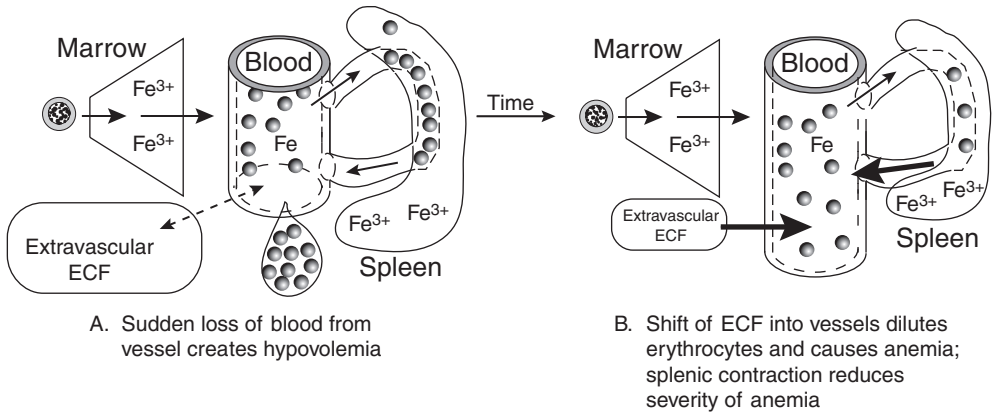 Marrow
Fe3+
Fe3+
Blood
Fe
Extravascular
ECF
Fe3+
Fe3+
Spleen
A. Sudden loss of blood from
vessel creates hypovolemia
Time
Marrow
Fe3+
Fe3+
Blood
Fe
Extravascular
ECF
Fe3+
Fe3+
Spleen
B. Shift of ECF into vessels dilutes
erythrocytes and causes anemia;
splenic contraction reduces
severity of anemia